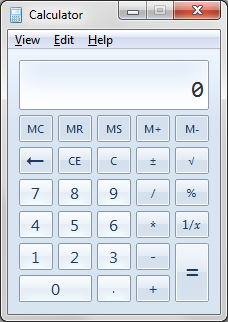 Calculator
View Edit Help
0
MC MR MS M+ M-
← CE C ± √
7 8 9 / %
4 5 6 * 1/x
1 2 3 - =
0 . +